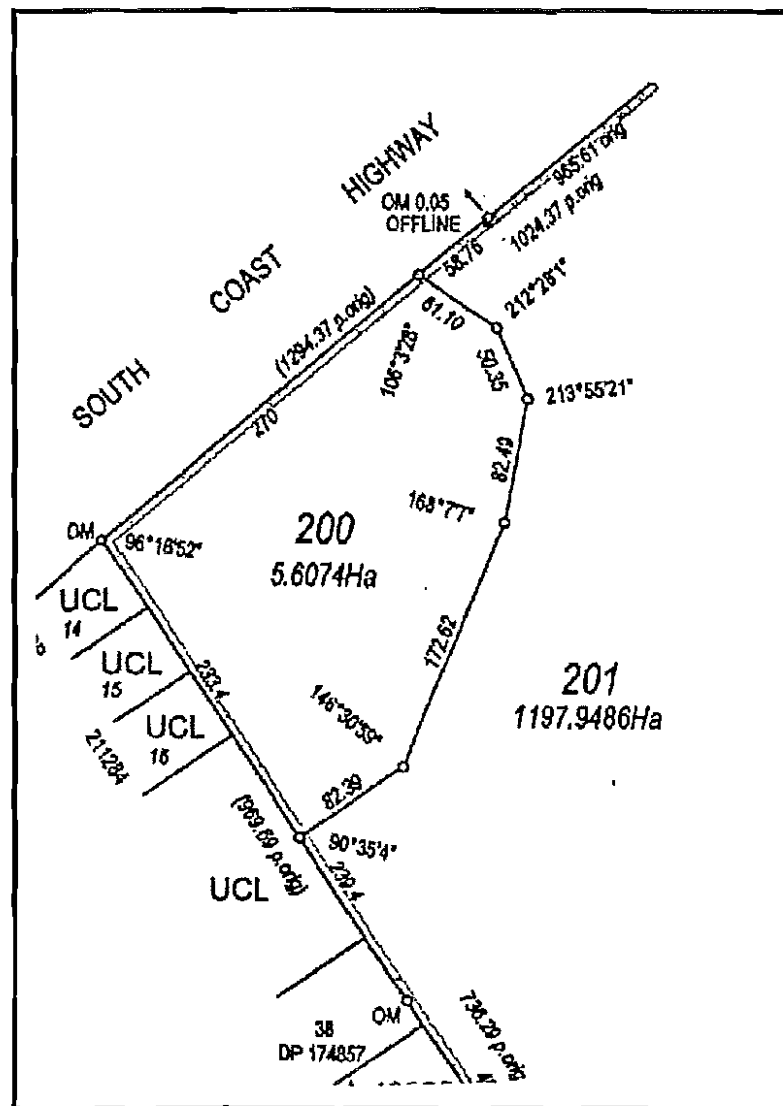 HIGHWAY
COAST
SOUTH
OM 0.05
OFFLINE
965.61 orig
1024.37 p.orig
58.76
(1294.37 p.orig)
270
61.10
212°28'1"
106°3'28"
50.35
213°55'21"
82.49
168°7'7"
OM
96°18'52"
200
5.6074Ha
UCL
14
UCL
15
UCL
16
211284
233.4
172.62
146°30'59"
201
1197.9486Ha
82.39
90°35'4"
(969.69 p.orig)
UCL
239.4
OM
736.29 p.orig
38
DP 174857